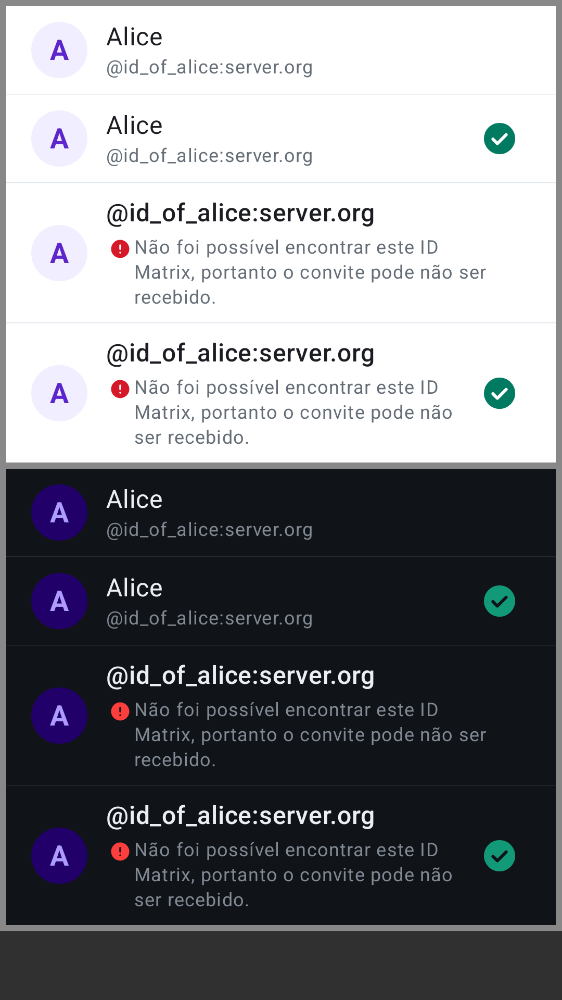 A
Alice
@id_of_alice:server.org
A
Alice
@id_of_alice:server.org
A
@id_of_alice:server.org
Não foi possível encontrar este ID
Matrix, portanto o convite pode não ser
recebido.
A
@id_of_alice:server.org
Não foi possível encontrar este ID
Matrix, portanto o convite pode não
ser recebido.
A
Alice
@id_of_alice:server.org
A
Alice
@id_of_alice:server.org
A
@id_of_alice:server.org
Não foi possível encontrar este ID
Matrix, portanto o convite pode não ser
recebido.
A
@id_of_alice:server.org
Não foi possível encontrar este ID
Matrix, portanto o convite pode não
ser recebido.